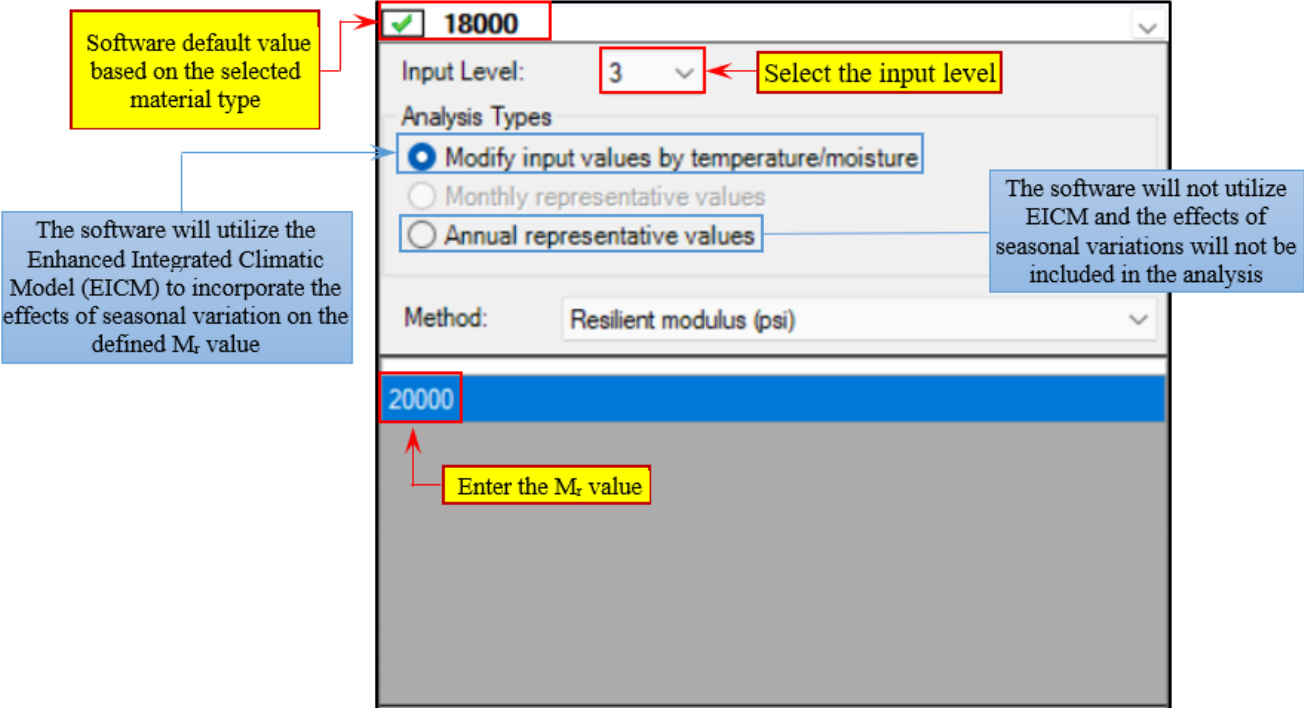 18000
Software default value
based on the selected
material type
Input Level:
3
Select the input level
Analysis Types
Modify input values by temperature/moisture
Monthly representative values
Annual representative values
The software will not utilize
EICM and the effects of
seasonal variations will not be
included in the analysis
The software will utilize the
Enhanced Integrated Climatic
Model (EICM) to incorporate the
effects of seasonal variation on the
defined Mᵣ value
Method:
Resilient modulus (psi)
20000
Enter the Mᵣ value